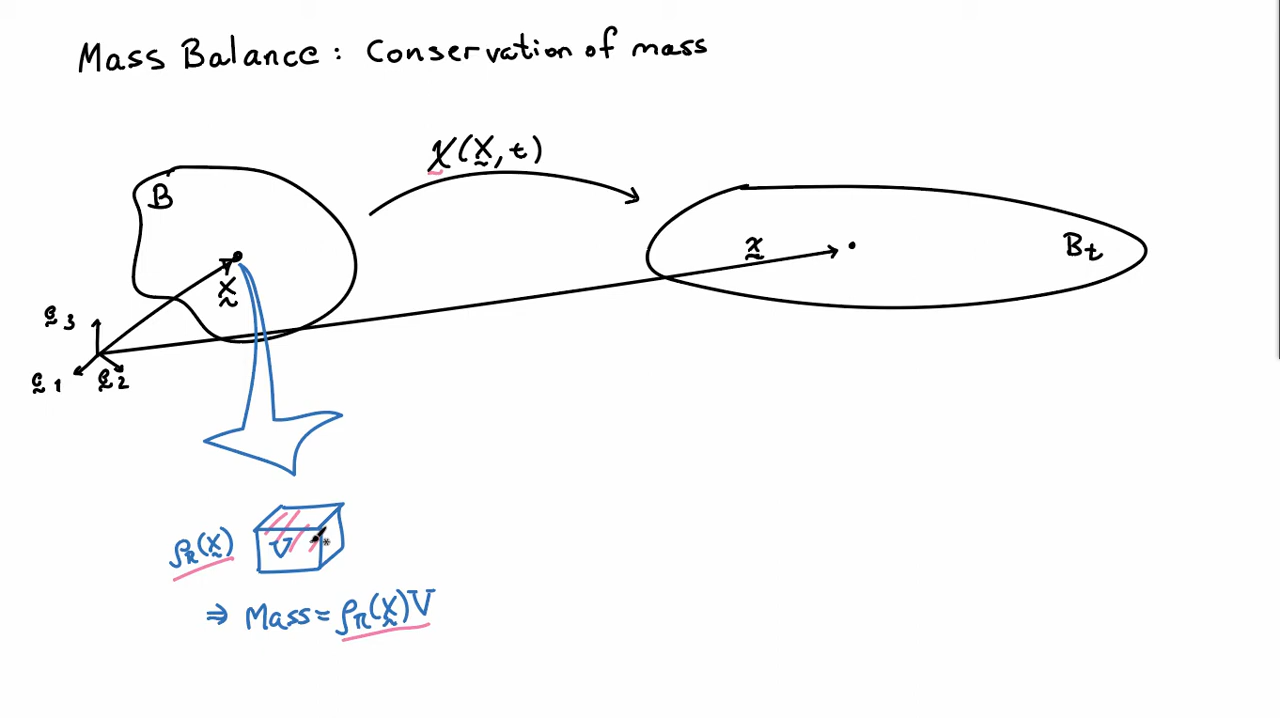 Mass Balance: Conservation of mass
χ(X, t)
B
x
Bt
X
e3
e1 e2
ρR(X) V
⇒ Mass = ρR(X)V